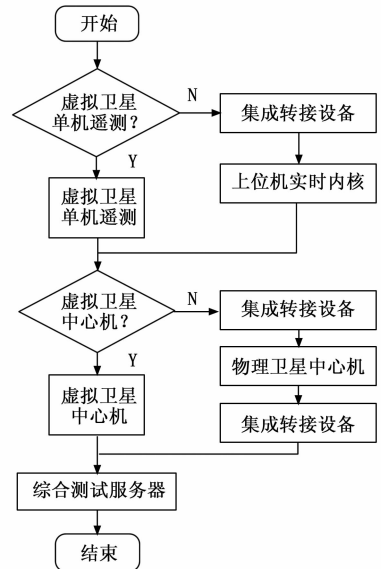 开始
虚拟卫星
单机遥测？
N
集成转接设备
Y
上位机实时内核
虚拟卫星
单机遥测
虚拟卫星
中心机？
N
集成转接设备
Y
物理卫星中心机
虚拟卫星
中心机
集成转接设备
综合测试服务器
结束